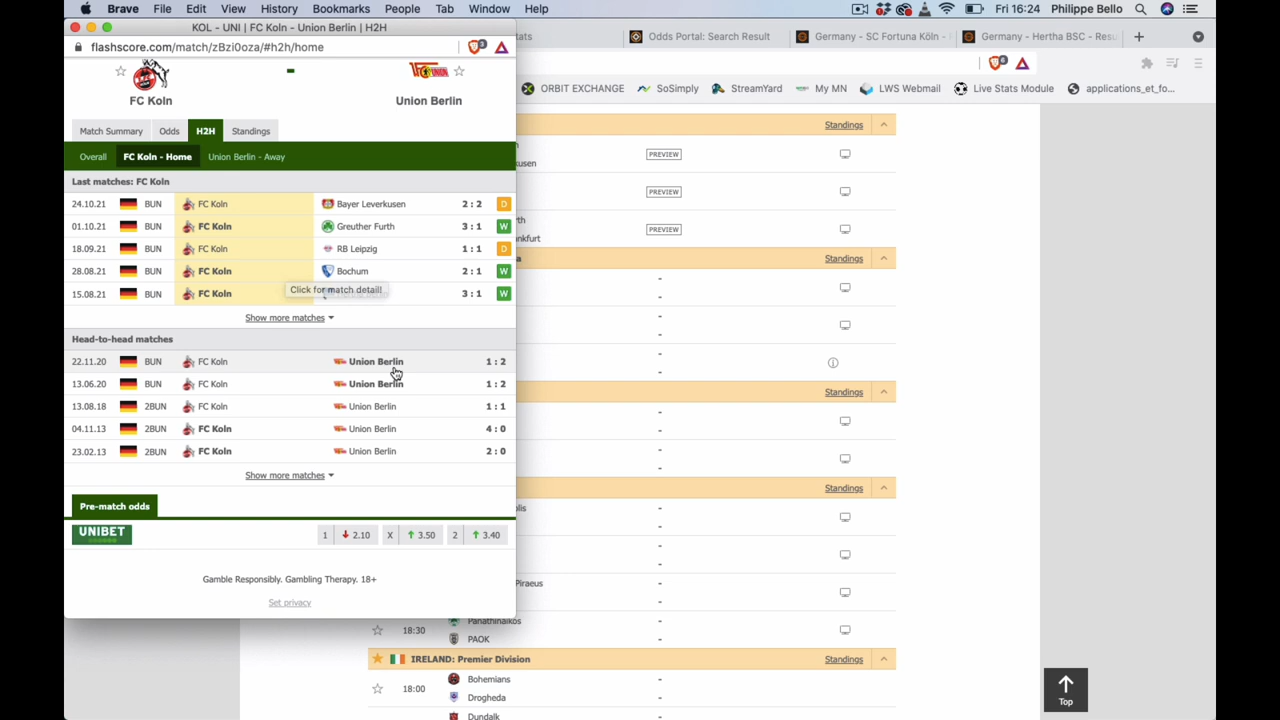 Brave File Edit View History Bookmarks People Tab Window Help Fri 16:24 Philippe Bello
KOL - UNI | FC Koln - Union Berlin | H2H
flashscore.com/match/zBzi0oza/#h2h/home 3
tats Odds Portal: Search Result Germany - SC Fortuna Köln - Germany - Hertha BSC - Resu
6
ORBIT EXCHANGE SoSimply StreamYard My MN LWS Webmail Live Stats Module applications_et_fo...
FC Koln - Union Berlin
Match Summary Odds H2H Standings
Overall FC Koln - Home Union Berlin - Away
Last matches: FC Koln
24.10.21 BUN FC Koln Bayer Leverkusen 2 : 2 D
01.10.21 BUN FC Koln Greuther Furth 3 : 1 W
18.09.21 BUN FC Koln RB Leipzig 1 : 1 D
28.08.21 BUN FC Koln Bochum 2 : 1 W
Click for match detail!
15.08.21 BUN FC Koln 3 : 1 W
Show more matches
Head-to-head matches
22.11.20 BUN FC Koln Union Berlin 1 : 2
13.06.20 BUN FC Koln Union Berlin 1 : 2
13.08.18 2BUN FC Koln Union Berlin 1 : 1
04.11.13 2BUN FC Koln Union Berlin 4 : 0
23.02.13 2BUN FC Koln Union Berlin 2 : 0
Show more matches
Pre-match odds
UNIBET 1 2.10 X 3.50 2 3.40
Gamble Responsibly. Gambling Therapy. 18+
Set privacy
Standings
n
PREVIEW
kusen
PREVIEW
rth
PREVIEW
nkfurt
a Standings
-
-
-
-
-
-
Standings
-
-
-
-
Standings
olis -
-
-
-
Piraeus -
-
18:30 Panathinaikos -
PAOK -
IRELAND: Premier Division Standings
18:00 Bohemians -
Drogheda -
Dundalk -
Top